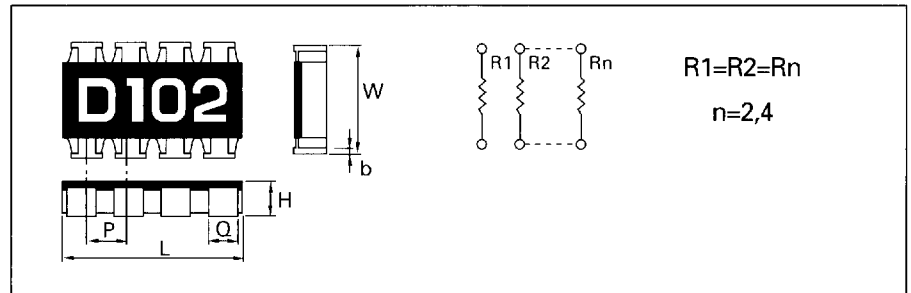 D102
W
b
H
P
Q
L
R1 R2 Rn
R1=R2=Rn
n=2,4